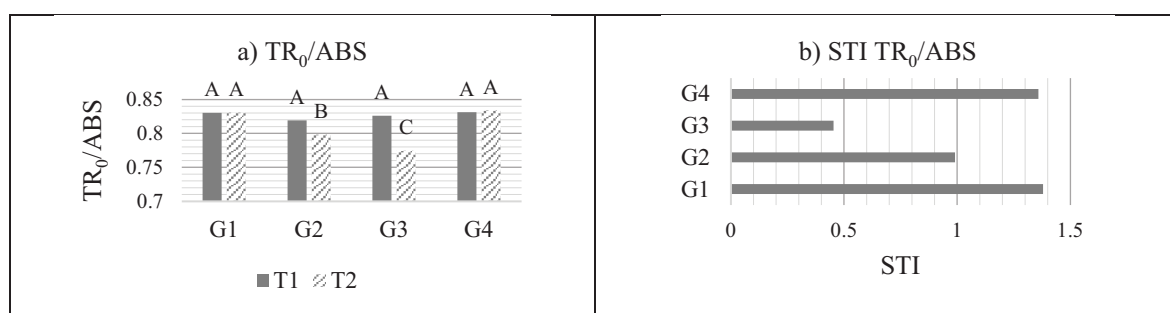 a) TR₀/ABS
A A A B A C A A
TR₀/ABS
0.85
0.8
0.75
0.7
G1 G2 G3 G4
T1 T2
b) STI TR₀/ABS
G4
G3
G2
G1
0 0.5 1 1.5
STI